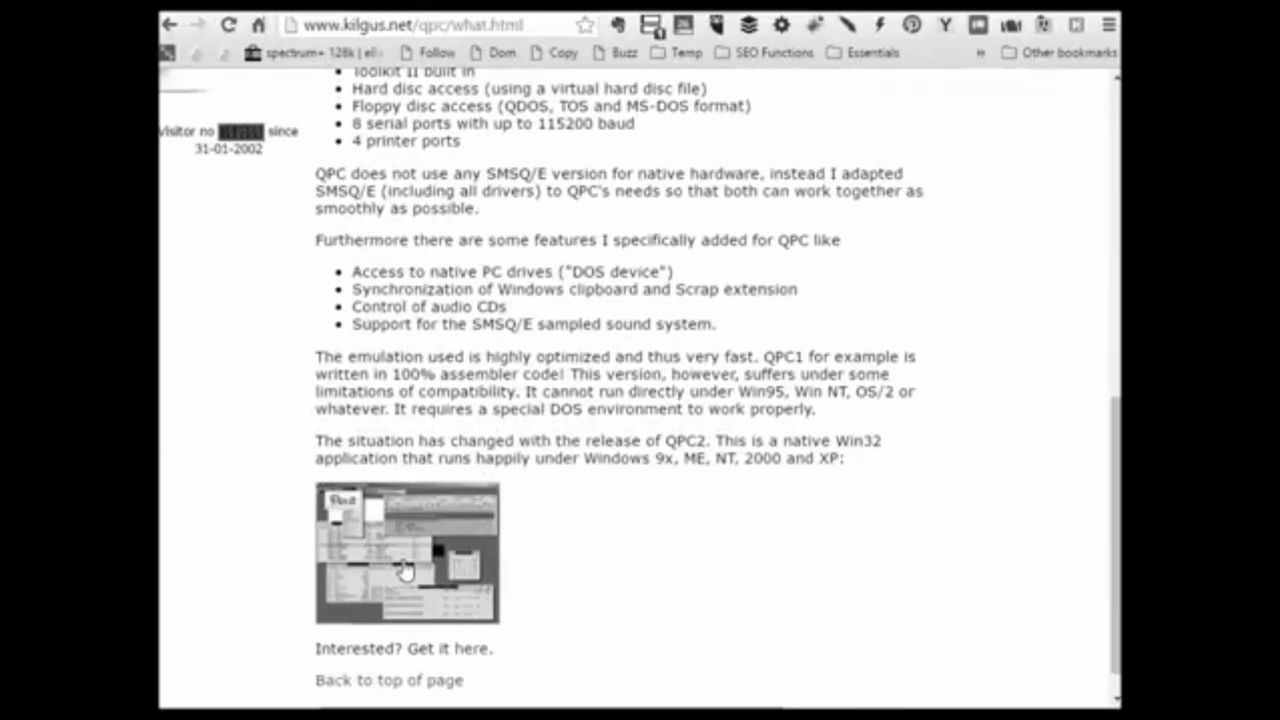 www.kilgus.net/qpc/what.html
spectrum+ 128k | el
Follow
Dom
Copy
Buzz
Temp
SEO Functions
Essentials
»
Other bookmarks
Toolkit II built in
Hard disc access (using a virtual hard disc file)
Floppy disc access (QDOS, TOS and MS-DOS format)
8 serial ports with up to 115200 baud
4 printer ports
visitor no since
31-01-2002
QPC does not use any SMSQ/E version for native hardware, instead I adapted
SMSQ/E (including all drivers) to QPC's needs so that both can work together as
smoothly as possible.
Furthermore there are some features I specifically added for QPC like
Access to native PC drives ("DOS device")
Synchronization of Windows clipboard and Scrap extension
Control of audio CDs
Support for the SMSQ/E sampled sound system.
The emulation used is highly optimized and thus very fast. QPC1 for example is
written in 100% assembler code! This version, however, suffers under some
limitations of compatibility. It cannot run directly under Win95, Win NT, OS/2 or
whatever. It requires a special DOS environment to work properly.
The situation has changed with the release of QPC2. This is a native Win32
application that runs happily under Windows 9x, ME, NT, 2000 and XP:
Interested? Get it here.
Back to top of page